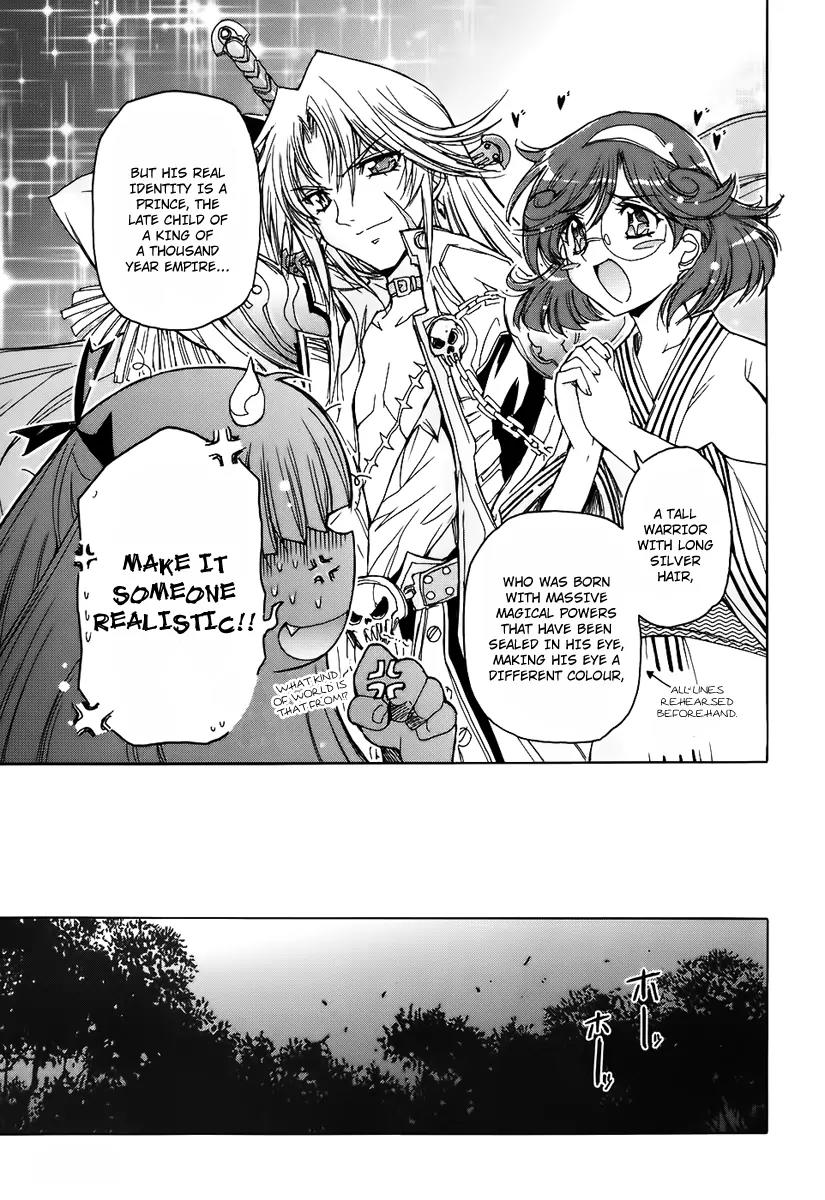 A TALL
WARRIOR
WITH LONG
SILVER
HAIR,
ALL LINES
REHEARSED
BEFOREHAND.
WHO WAS BORN
WITH MASSIVE
MAGICAL POWERS
THAT HAVE BEEN
SEALED IN HIS EYE,
MAKING HIS EYE A
DIFFERENT COLOUR,
BUT HIS REAL
IDENTITY IS A
PRINCE, THE
LATE CHILD OF
A KING OF
A THOUSAND
YEAR EMPIRE...
MAKE IT
SOMEONE
REALISTIC!!
WHAT KIND
OF WORLD IS
THAT FROM!?
ホーッ
ホーッ